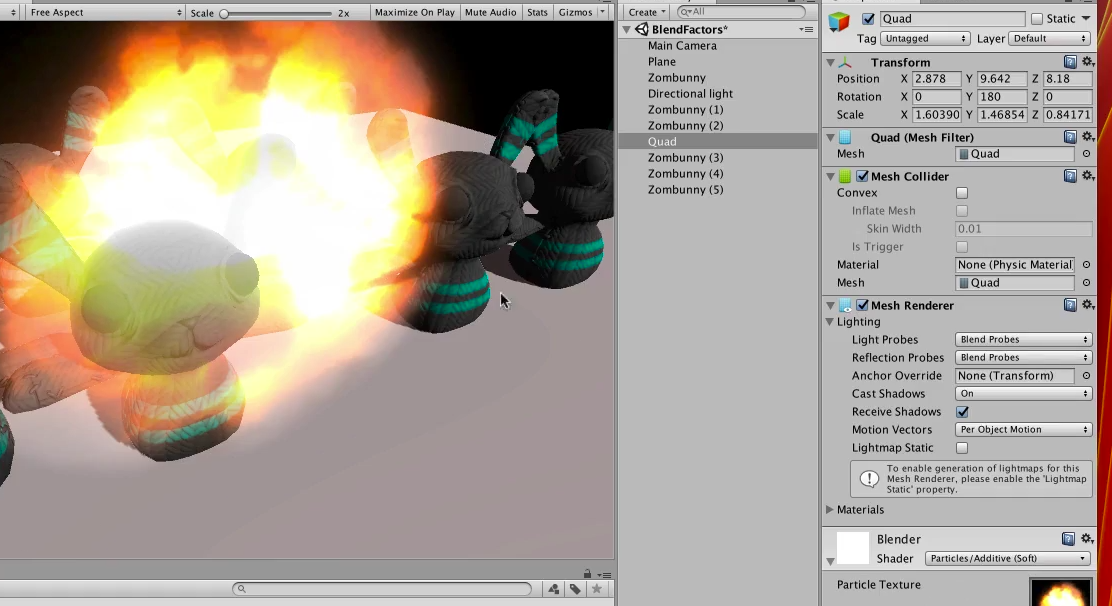 Free Aspect Scale 2x Maximize On Play Mute Audio Stats Gizmos
Create All
BlendFactors*
Main Camera
Plane
Zombunny
Directional light
Zombunny (1)
Zombunny (2)
Quad
Zombunny (3)
Zombunny (4)
Zombunny (5)
Quad Static
Tag Untagged Layer Default
Transform
Position X 2.878 Y 9.642 Z 8.18
Rotation X 0 Y 180 Z 0
Scale X 1.60390 Y 1.46854 Z 0.84171
Quad (Mesh Filter)
Mesh Quad
Mesh Collider
Convex
Inflate Mesh
Skin Width 0.01
Is Trigger
Material None (Physic Material)
Mesh Quad
Mesh Renderer
Lighting
Light Probes Blend Probes
Reflection Probes Blend Probes
Anchor Override None (Transform)
Cast Shadows On
Receive Shadows
Motion Vectors Per Object Motion
Lightmap Static
To enable generation of lightmaps for this
Mesh Renderer, please enable the 'Lightmap
Static' property.
Materials
Blender
Shader Particles/Additive (Soft)
Particle Texture